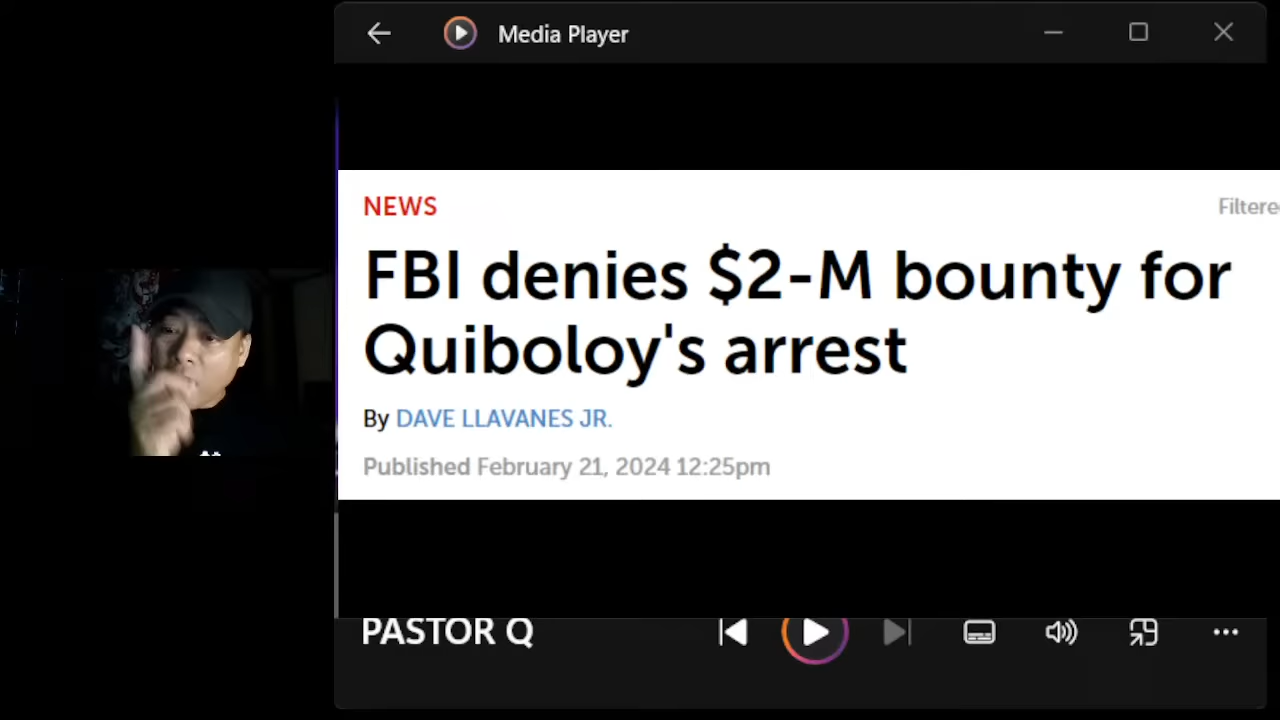 Media Player
NEWS
Filtere
FBI denies $2-M bounty for
Quiboloy's arrest
By DAVE LLAVANES JR.
Published February 21, 2024 12:25pm
PASTOR Q